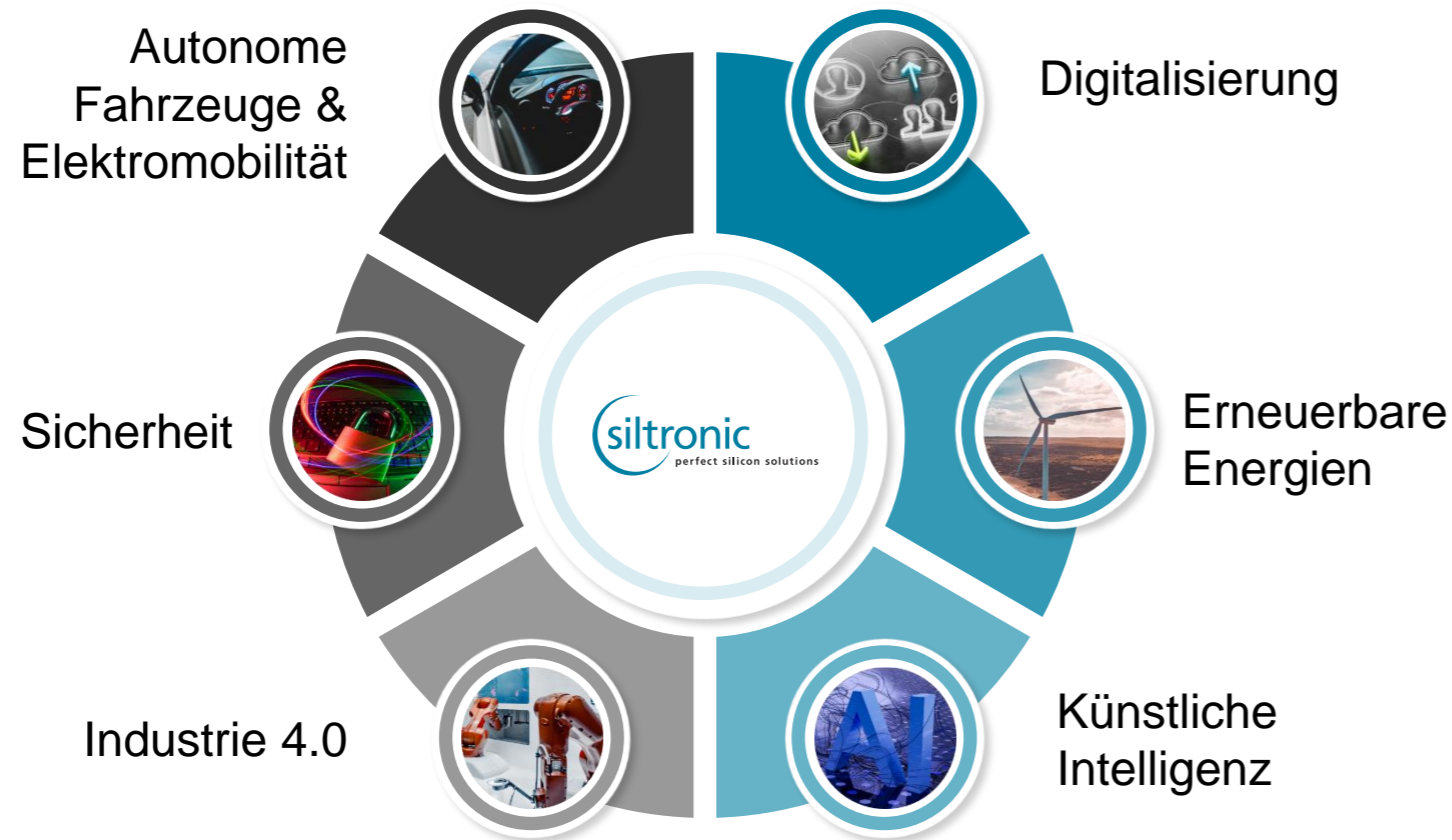 Autonome
Fahrzeuge &
Elektromobilität
Digitalisierung
Sicherheit
siltronic
perfect silicon solutions
Erneuerbare
Energien
Industrie 4.0
Künstliche
Intelligenz
AI